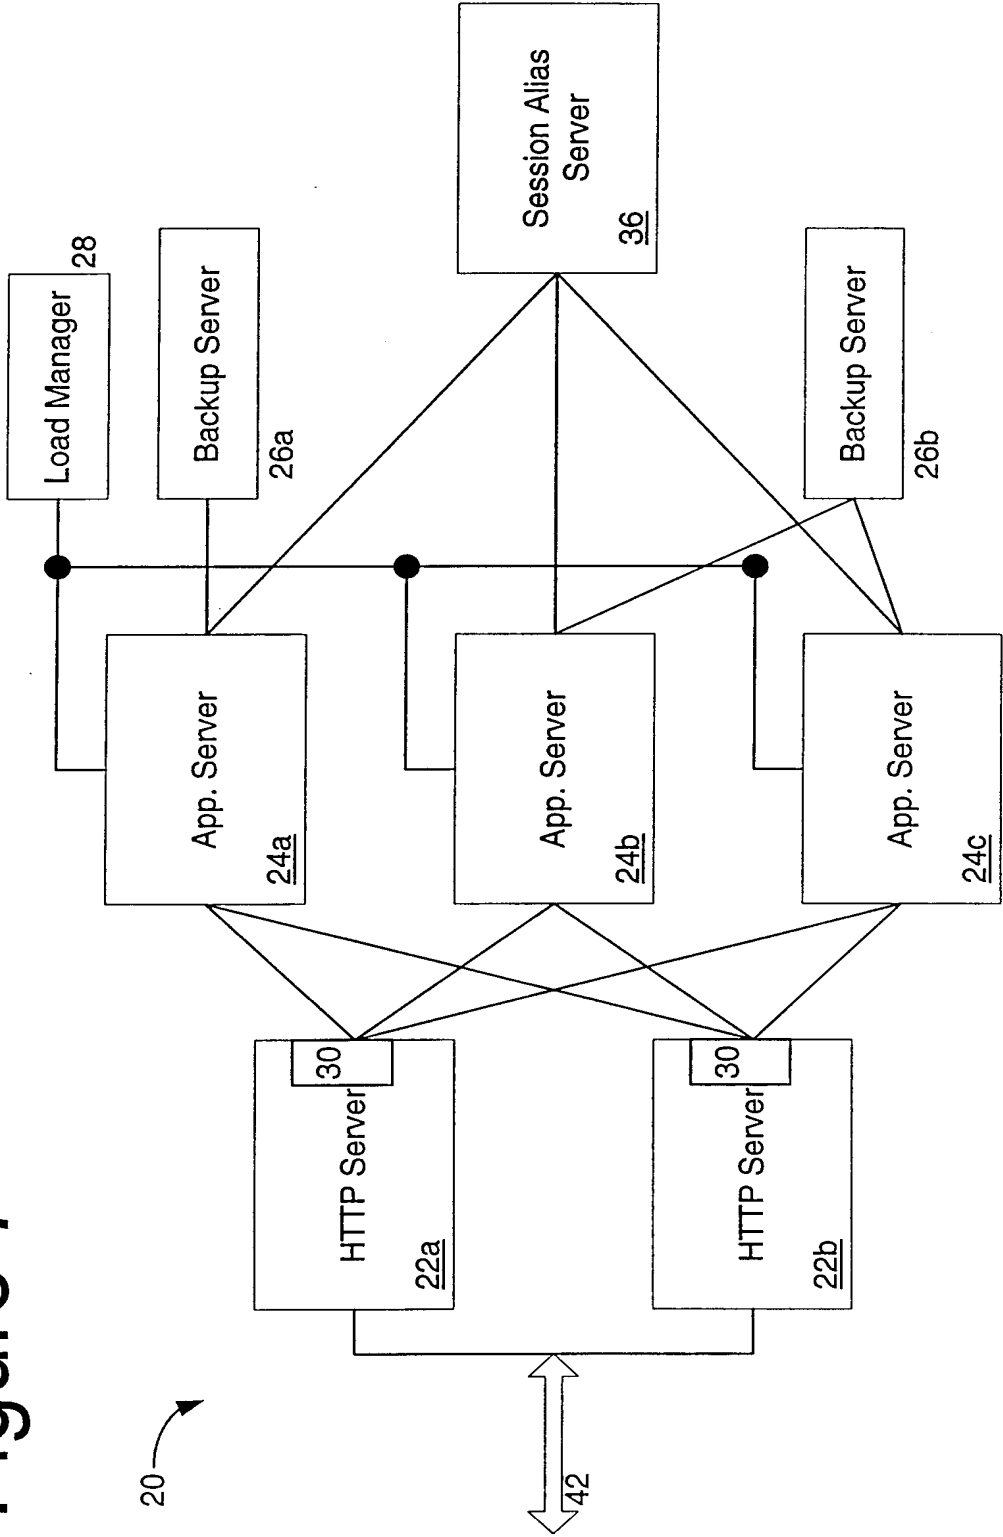 20
42
HTTP Server
30
22a
HTTP Server
30
22b
App. Server
24a
App. Server
24b
App. Server
24c
Load Manager
28
Backup Server
26a
Session Alias
Server
36
Backup Server
26b